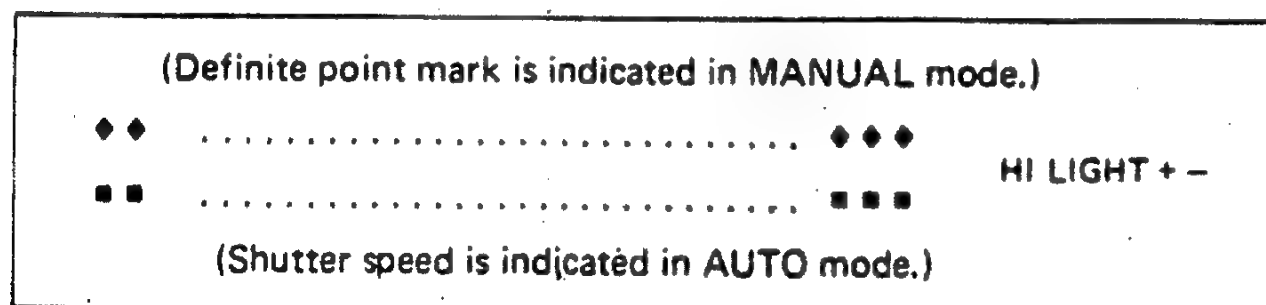 (Definite point mark is indicated in MANUAL mode.)
♦ ♦ .............................. ♦ ♦ ♦
HI LIGHT + –
■ ■ .............................. ■ ■ ■
(Shutter speed is indicated in AUTO mode.)